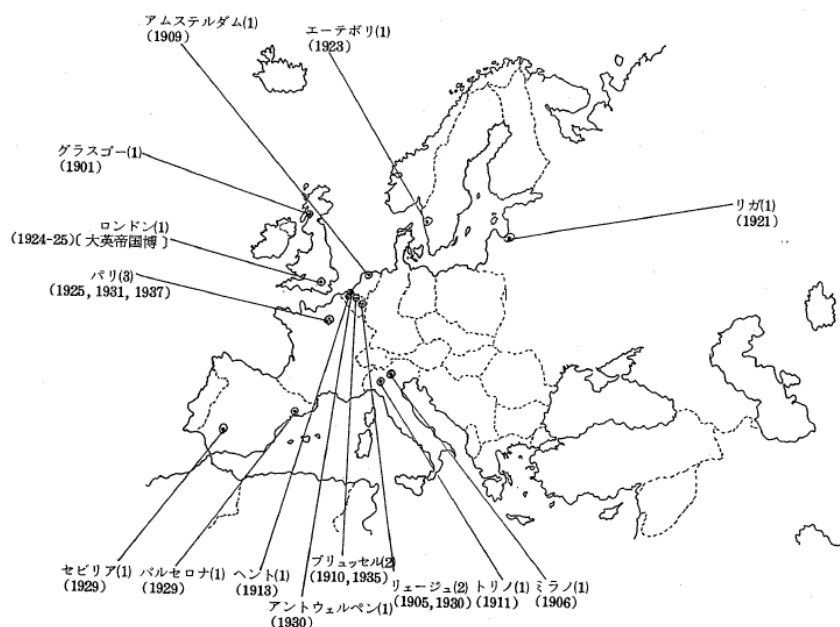 アムステルダム(1)
(1909)
エーテボリ(1)
(1923)
グラスゴー(1)
(1901)
ロンドン(1)
(1924-25)〔大英帝国博〕
パリ(3)
(1925, 1931, 1937)
リガ(1)
(1921)
セビリア(1)
(1929)
バルセロナ(1)
(1929)
ヘント(1)
(1913)
アントウェルペン(1)
(1930)
ブリュッセル(2)
(1910, 1935)
リェージュ(2)
(1905, 1930)
トリノ(1)
(1911)
ミラノ(1)
(1906)